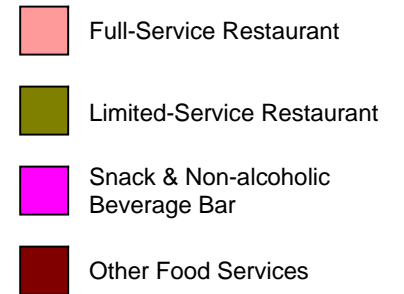 Full-Service Restaurant
Limited-Service Restaurant
Snack & Non-alcoholic
Beverage Bar
Other Food Services